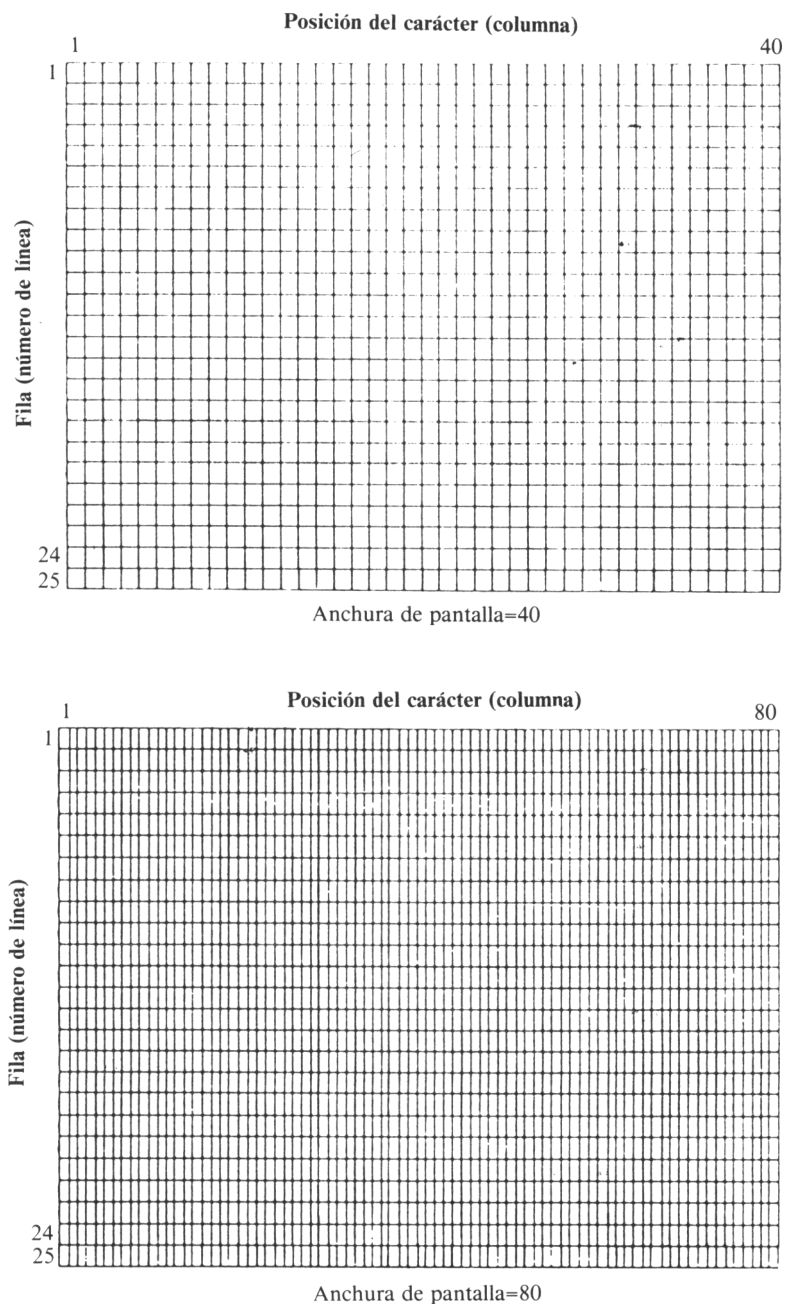 Posición del carácter (columna)
1 40
1
Fila (número de línea)
24
25
Anchura de pantalla=40
Posición del carácter (columna)
1 80
1
Fila (número de línea)
24
25
Anchura de pantalla=80